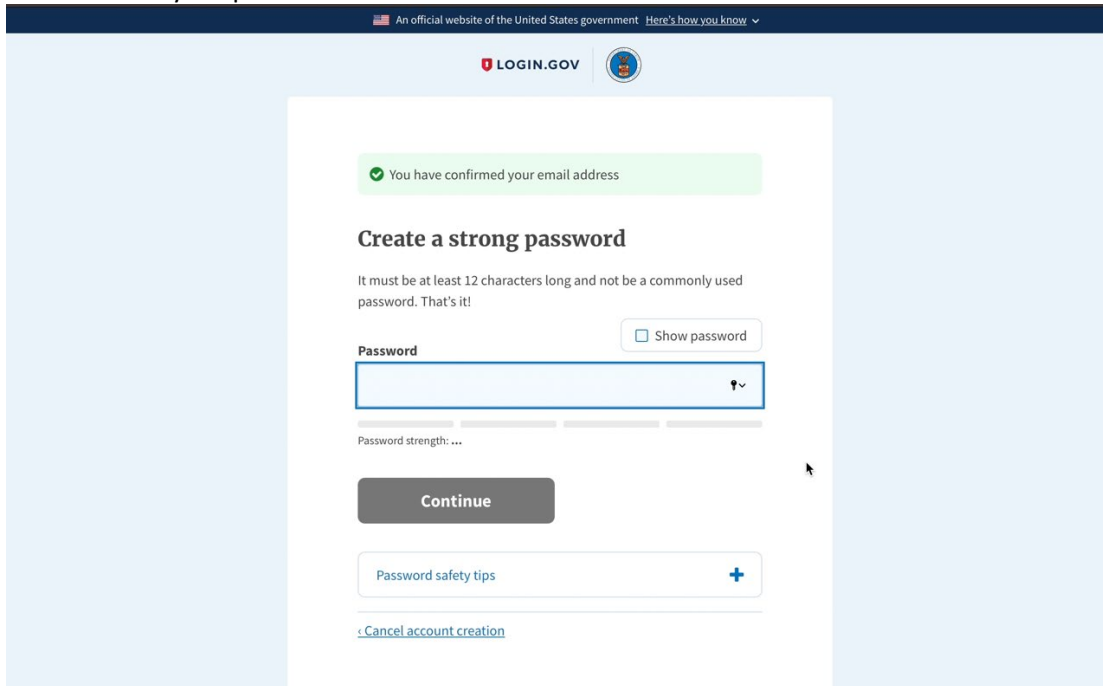 An official website of the United States government Here's how you know
LOGIN.GOV
You have confirmed your email address
Create a strong password
It must be at least 12 characters long and not be a commonly used
password. That's it!
Show password
Password
Password strength: ...
Continue
Password safety tips
‹ Cancel account creation